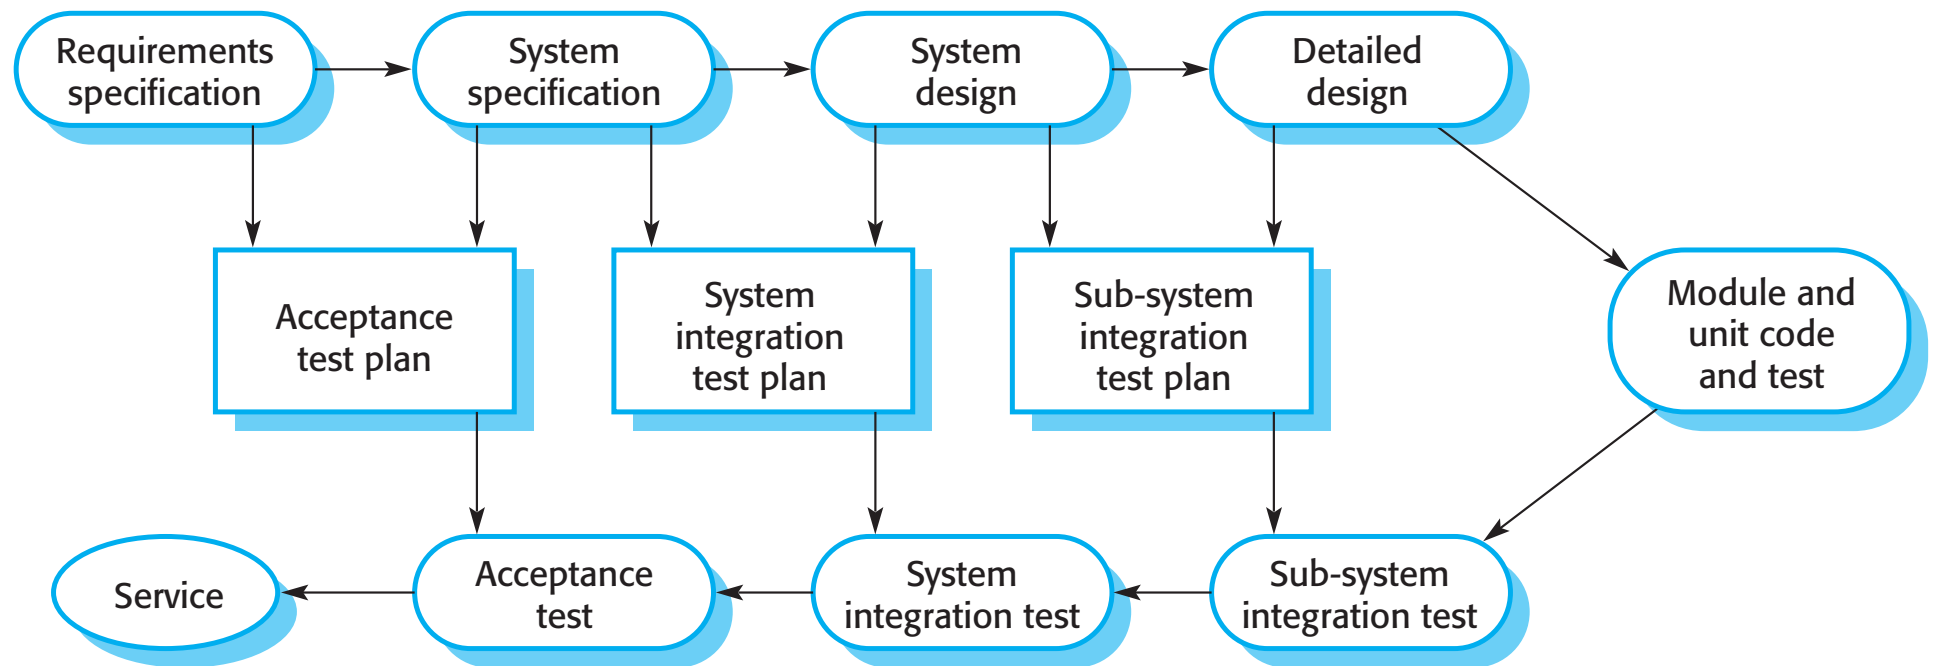 Requirements
specification
System
specification
System
design
Detailed
design
Acceptance
test plan
System
integration
test plan
Sub-system
integration
test plan
Module and
unit code
and test
Service
Acceptance
test
System
integration test
Sub-system
integration test